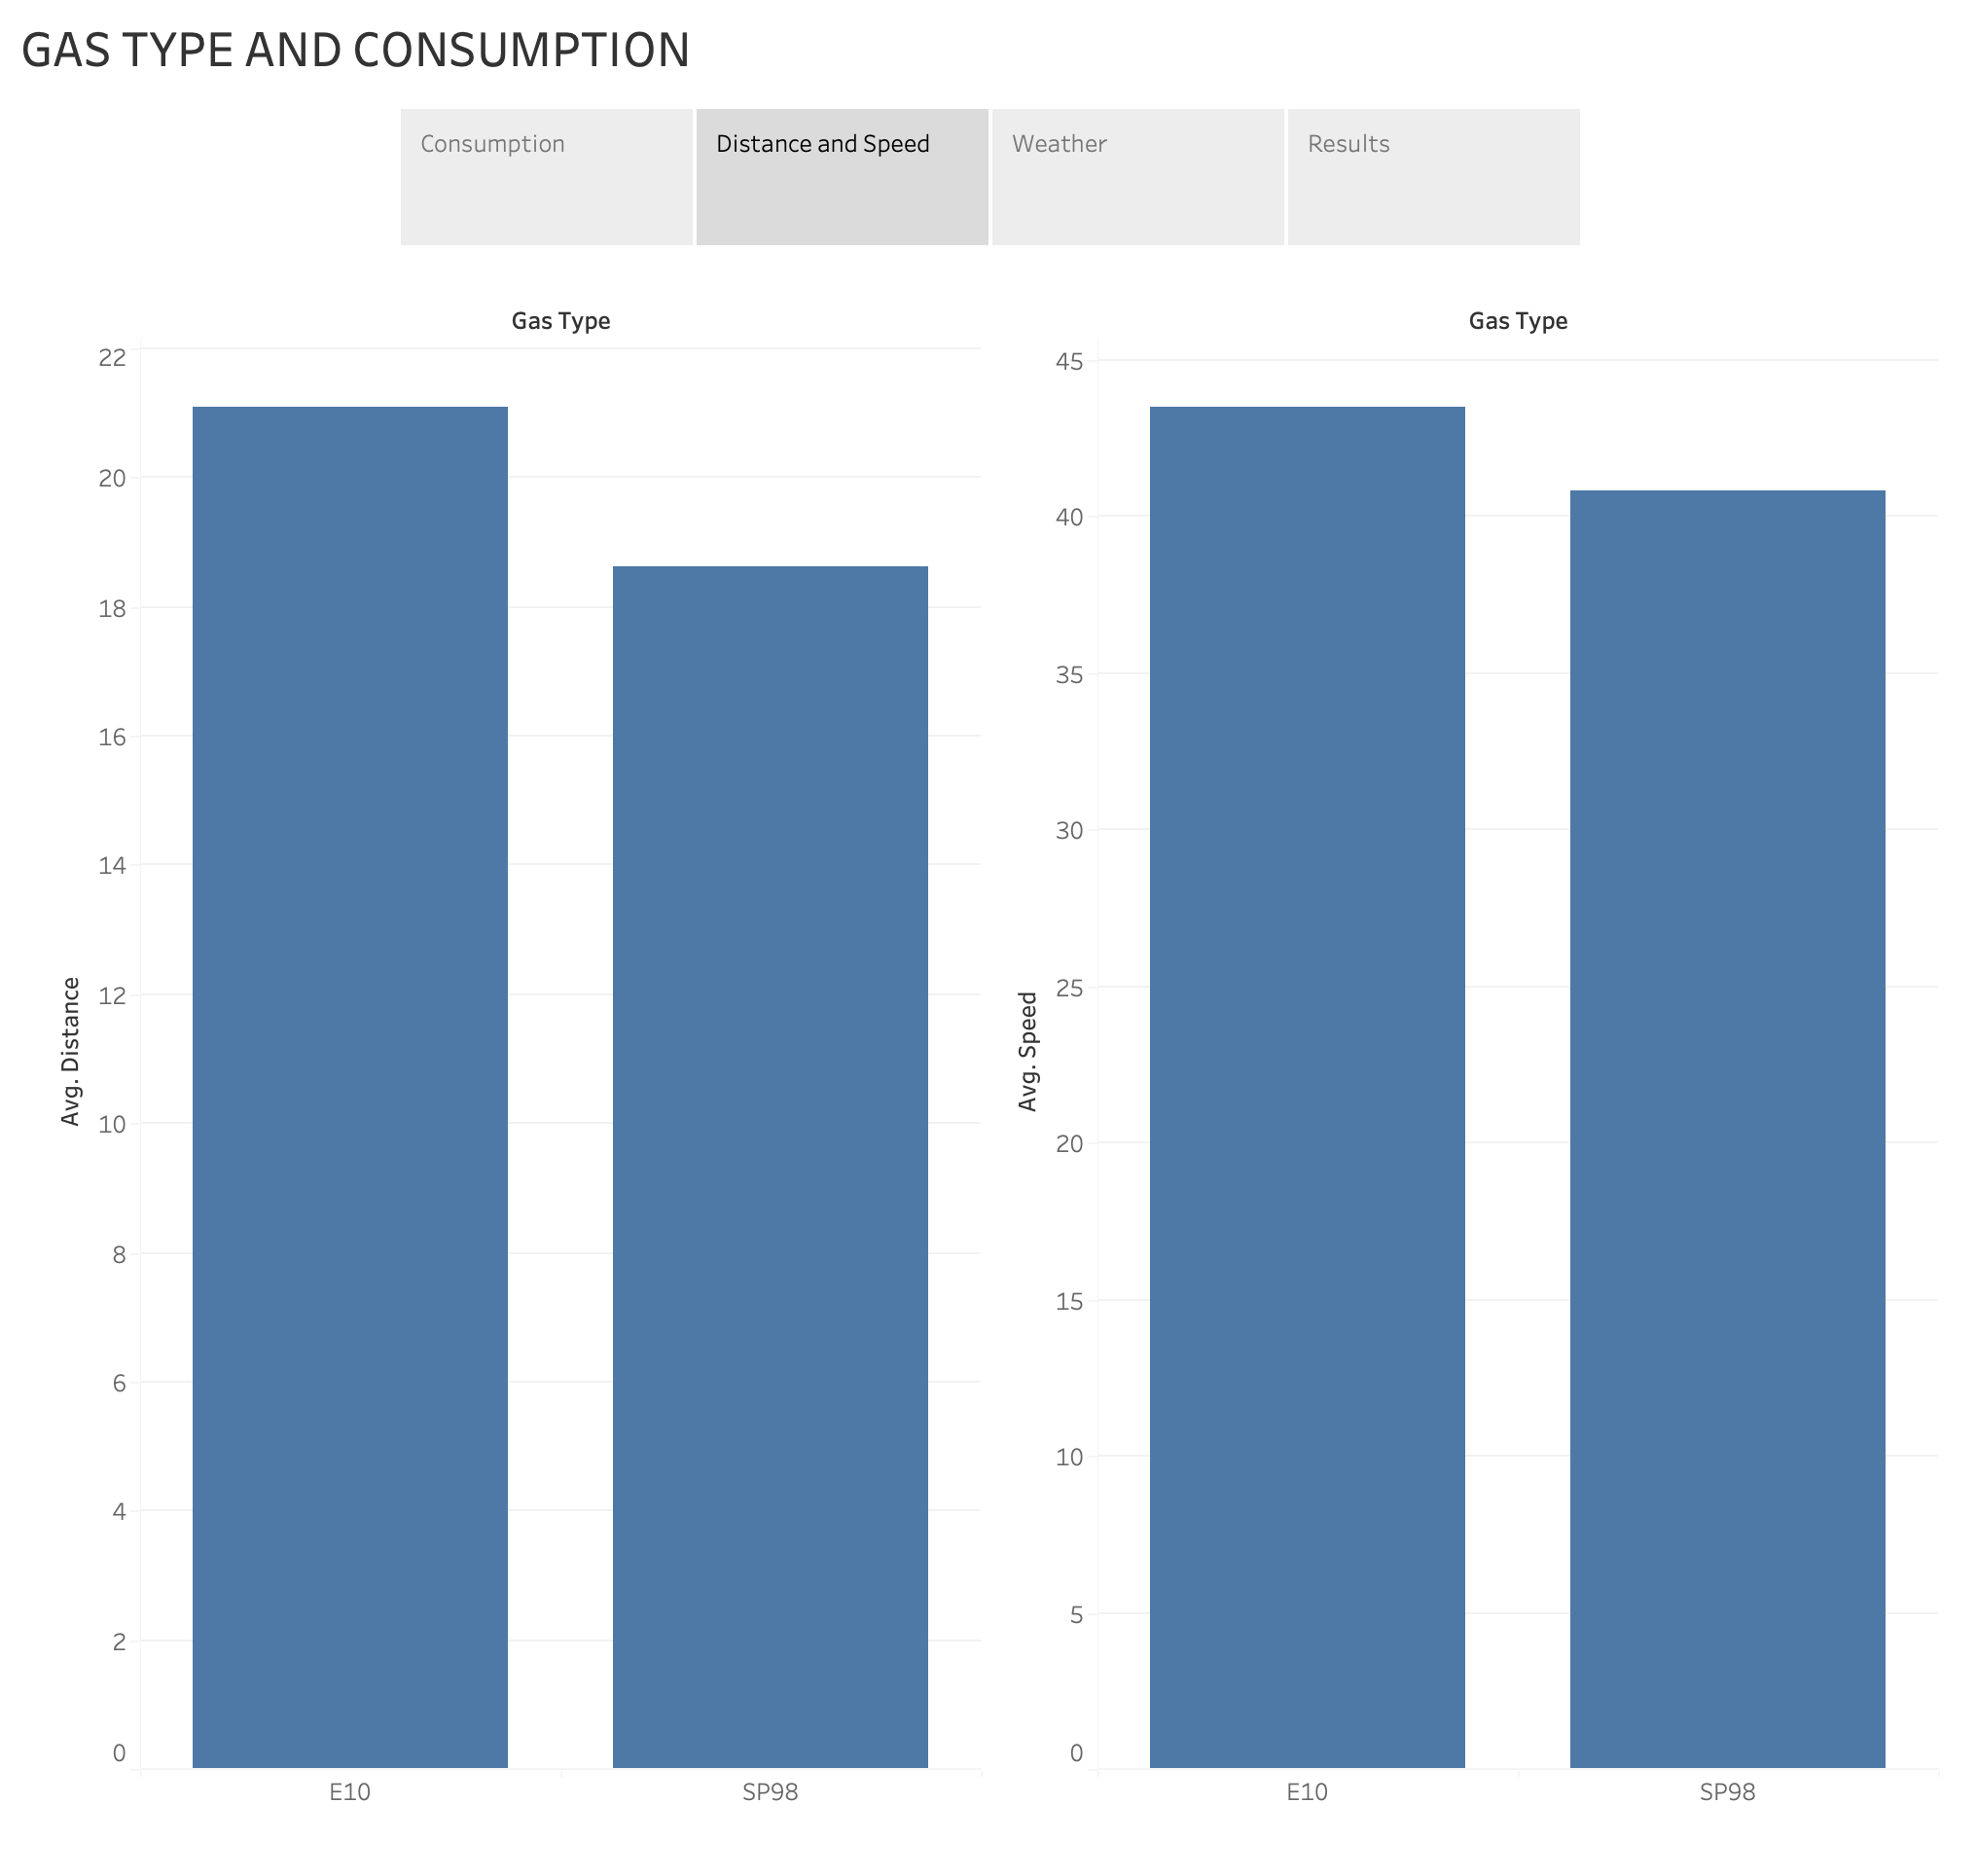 GAS TYPE AND CONSUMPTION
Consumption
Distance and Speed
Weather
Results
Gas Type
22
20
18
16
14
12
10
8
6
4
2
0
Avg. Distance
E10
SP98
Gas Type
45
40
35
30
25
20
15
10
5
0
Avg. Speed
E10
SP98